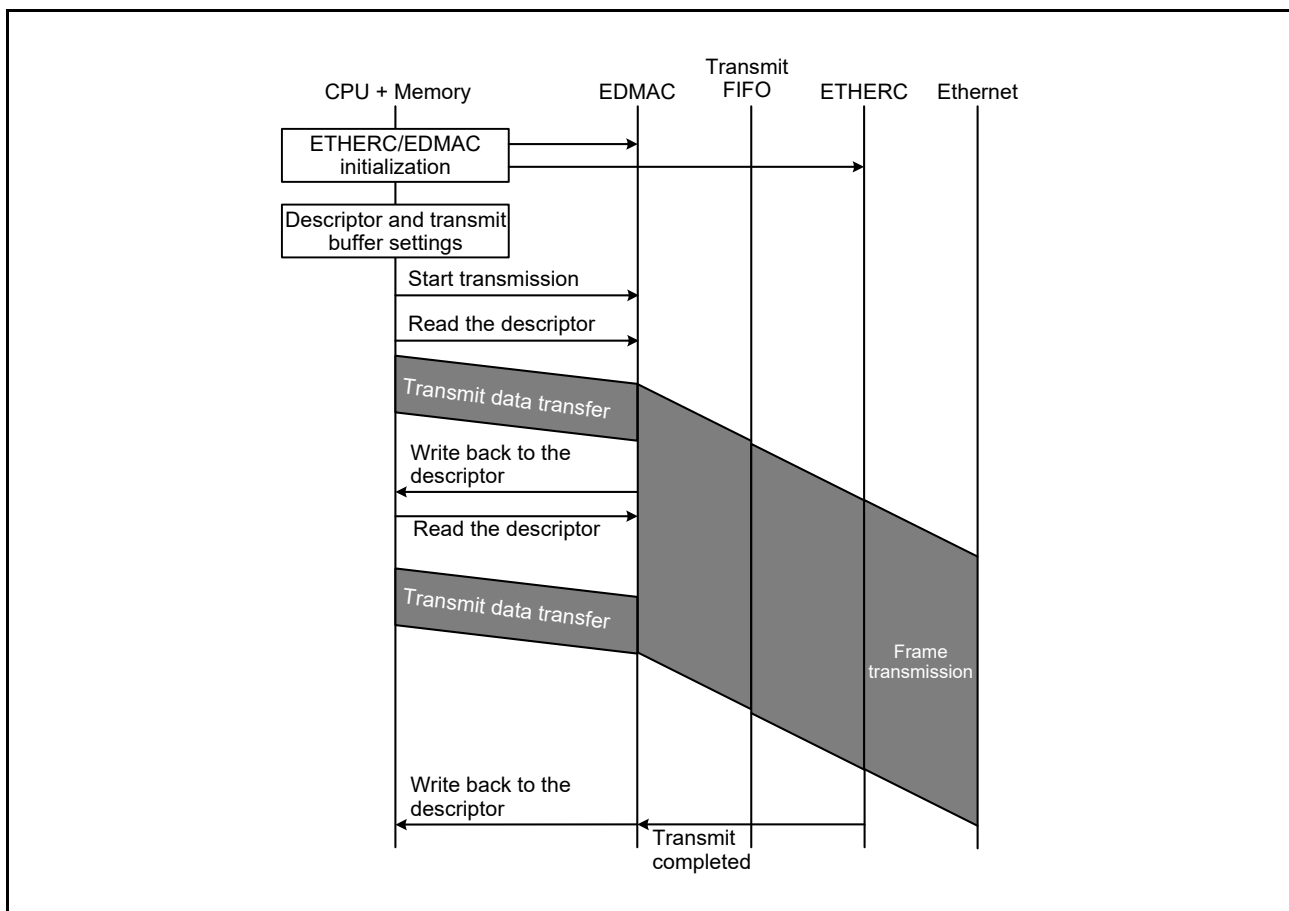 Transmit
FIFO
CPU + Memory
EDMAC
ETHERC
Ethernet
ETHERC/EDMAC
initialization
Descriptor and transmit
buffer settings
Start transmission
Read the descriptor
Transmit data transfer
Write back to the
descriptor
Read the descriptor
Transmit data transfer
Frame
transmission
Write back to the
descriptor
Transmit
completed